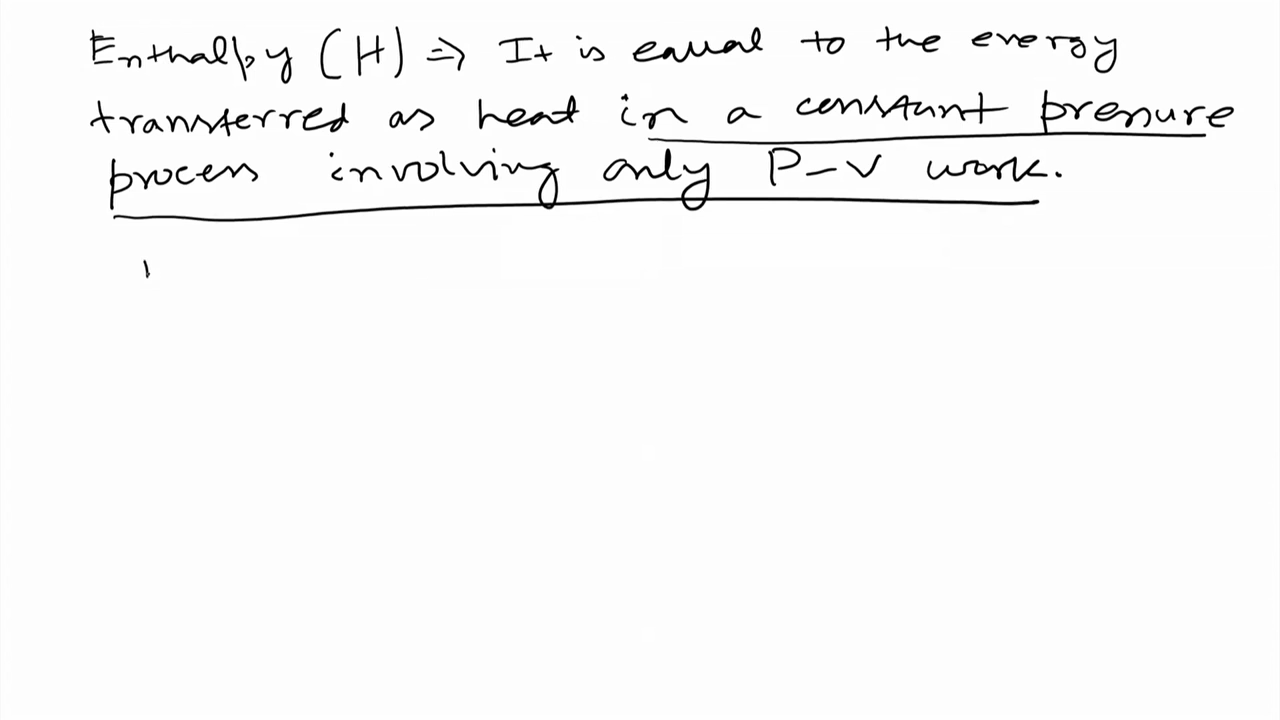 Enthalpy (H) => It is equal to the energy
transferred as heat in a constant pressure
process involving only P-V work.